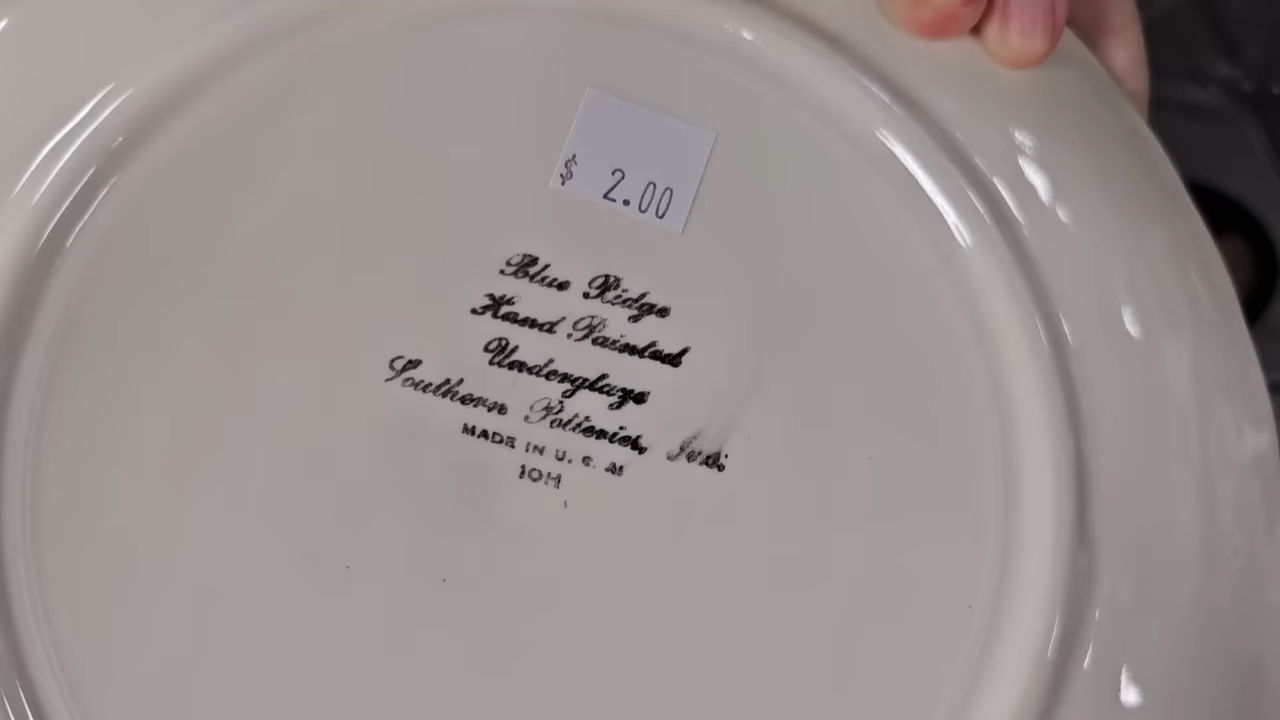 $ 2.00
Blue Ridge
Hand Painted
Underglaze
Southern Potteries, Inc.
MADE IN U. S. A.
10H